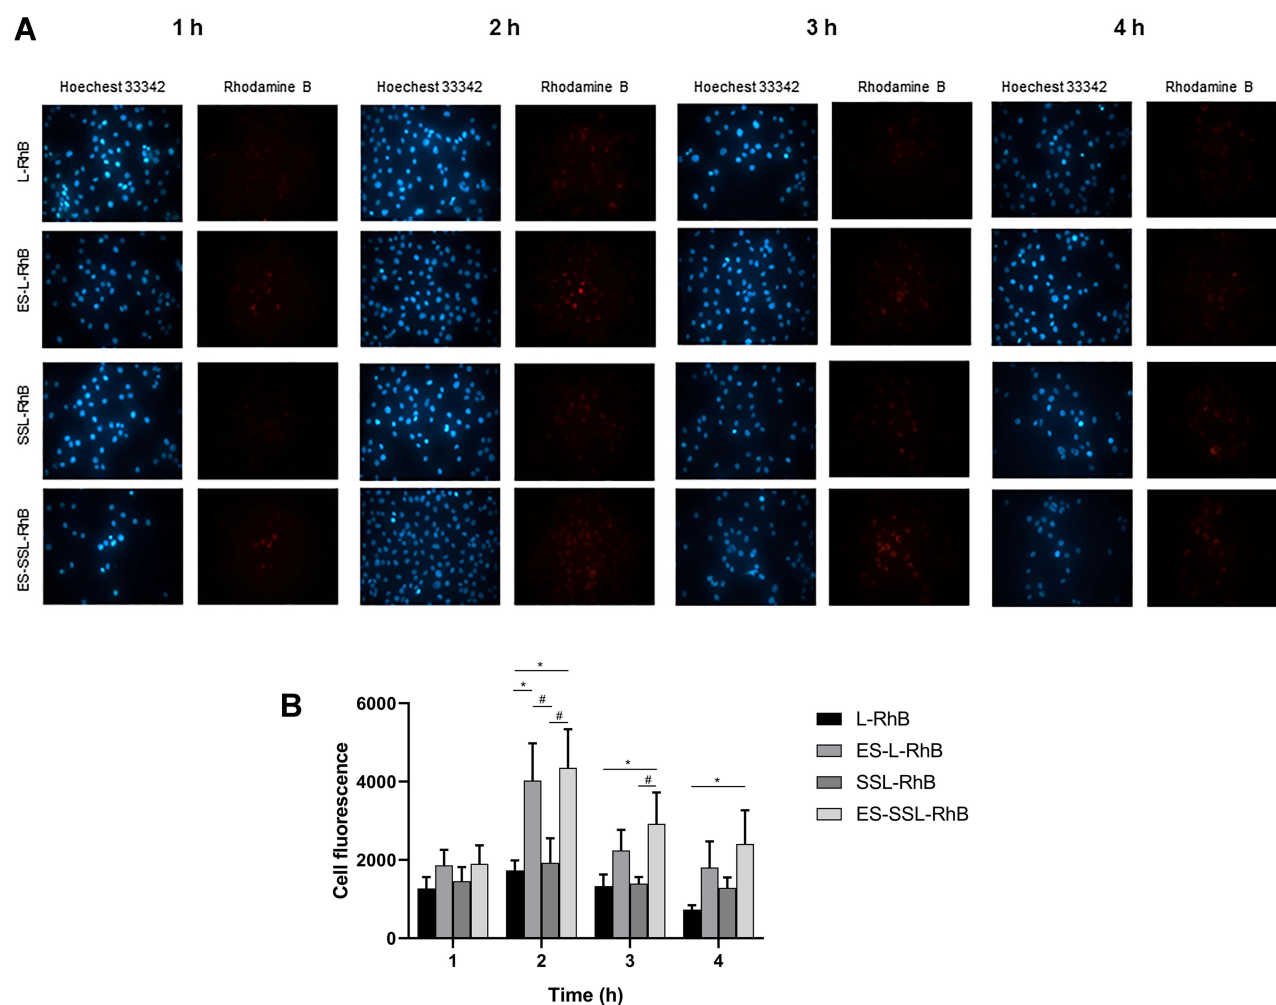 A
1 h 2 h 3 h 4 h
Hoechest 33342 Rhodamine B Hoechest 33342 Rhodamine B Hoechest 33342 Rhodamine B Hoechest 33342 Rhodamine B
L-RhB
ES-L-RhB
SSL-RhB
ES-SSL-RhB
B
*
*
#
#
*
#
*
Cell fluorescence
6000
4000
2000
0
1 2 3 4
Time (h)
L-RhB
ES-L-RhB
SSL-RhB
ES-SSL-RhB